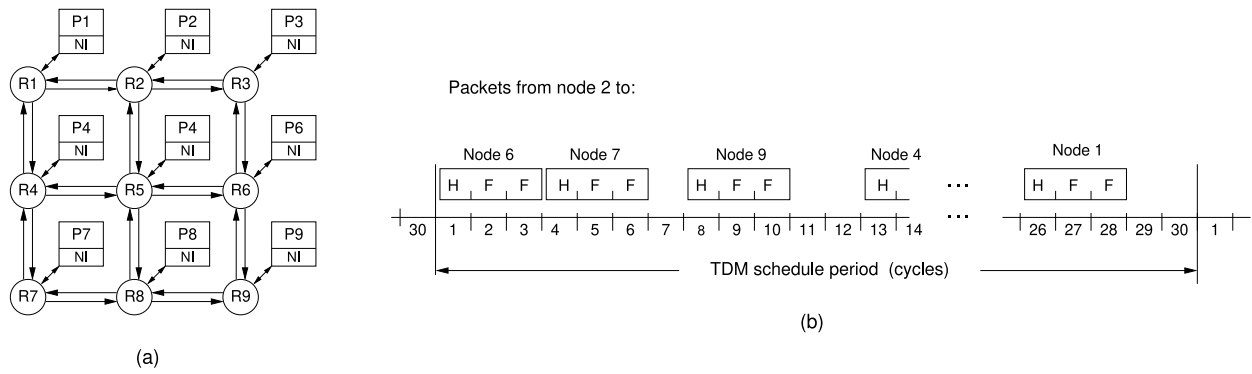 P1 P2 P3
NI NI NI
R1 R2 R3
P4 P4 P6
NI NI NI
R4 R5 R6
P7 P8 P9
NI NI NI
R7 R8 R9
(a)
Packets from node 2 to:
Node 6 Node 7 Node 9 Node 4 Node 1
H F F H F F H F F H ... H F F
...
30 1 2 3 4 5 6 7 8 9 10 11 12 13 14 26 27 28 29 30 1
TDM schedule period (cycles)
(b)